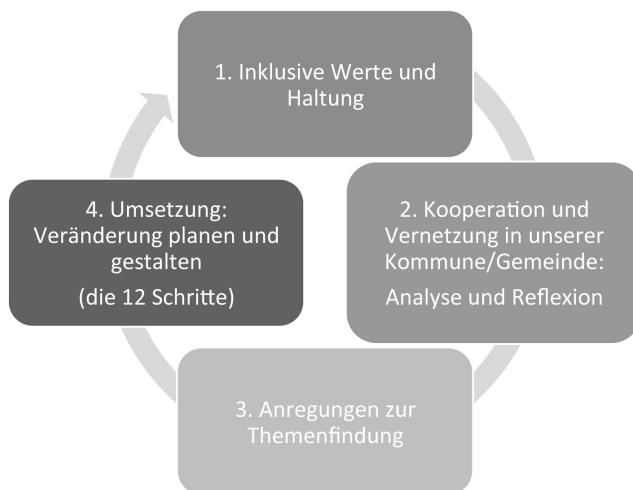 1. Inklusive Werte und
Haltung
2. Kooperation und
Vernetzung in unserer
Kommune/Gemeinde:
Analyse und Reflexion
3. Anregungen zur
Themenfindung
4. Umsetzung:
Veränderung planen und
gestalten
(die 12 Schritte)